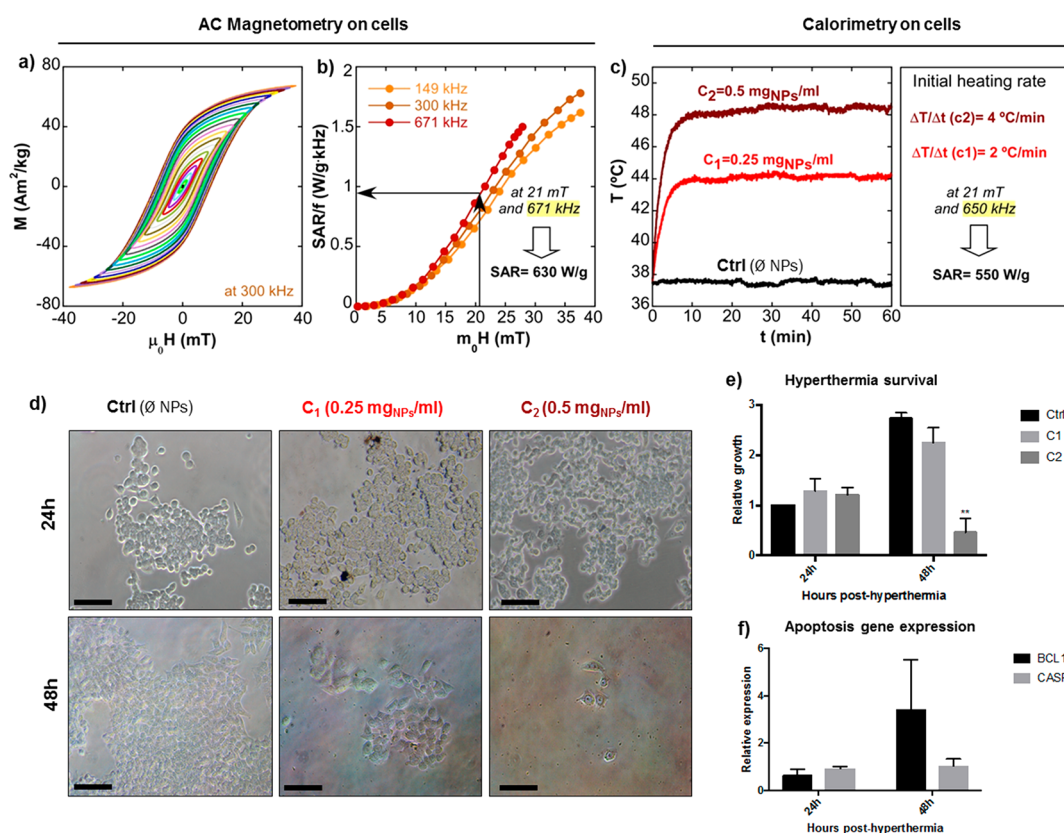 AC Magnetometry on cells
Calorimetry on cells
a)
M (Am²/kg)
80
40
0
-40
-80
-40
-20
0
20
40
μ₀H (mT)
at 300 kHz
b)
SAR/f (W/g·kHz)
2
1.5
1
0.5
0
0 5 10 15 20 25 30 35 40
m₀H (mT)
149 kHz
300 kHz
671 kHz
at 21 mT
and 671 kHz
SAR= 630 W/g
c)
T (ºC)
52
50
48
46
44
42
40
38
36
0 10 20 30 40 50 60
t (min)
C₂=0.5 mgNPs/ml
C₁=0.25 mgNPs/ml
Ctrl (Ø NPs)
Initial heating rate
ΔT/Δt (c2)= 4 ºC/min
ΔT/Δt (c1)= 2 ºC/min
at 21 mT
and 650 kHz
SAR= 550 W/g
d)
Ctrl (Ø NPs)
C₁ (0.25 mgNPs/ml)
C₂ (0.5 mgNPs/ml)
24h
48h
e)
Hyperthermia survival
Relative growth
3
2
1
0
**
24h
48h
Hours post-hyperthermia
Ctrl
C1
C2
f)
Apoptosis gene expression
Relative expression
6
4
2
0
24h
48h
Hours post-hyperthermia
BCL1
CASP